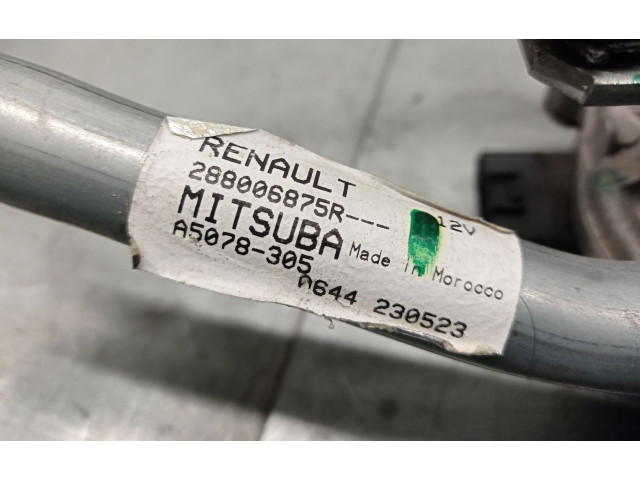 RENAULT
288006875R--- 12V
MITSUBA Made in Morocco
A5078-305
0644 230523